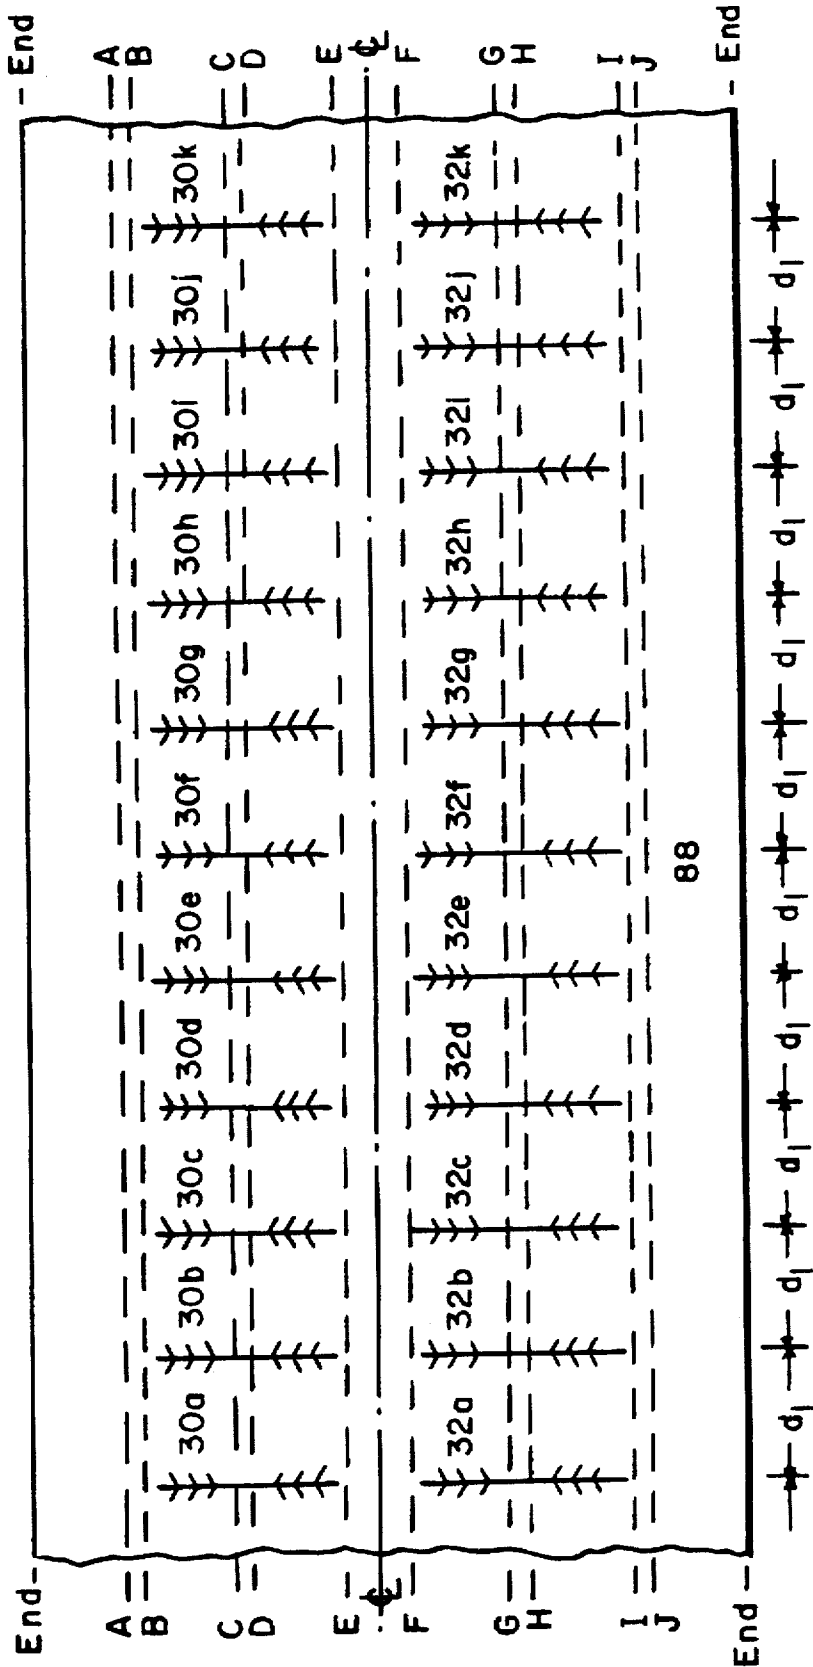 End End
A A
B B
30a 30b 30c 30d 30e 30f 30g 30h 30i 30j 30k
C C
D D
E E
℄ ℄
F F
32a 32b 32c 32d 32e 32f 32g 32h 32i 32j 32k
G G
H H
I I
J J
88
End End
d1 d1 d1 d1 d1 d1 d1 d1 d1 d1